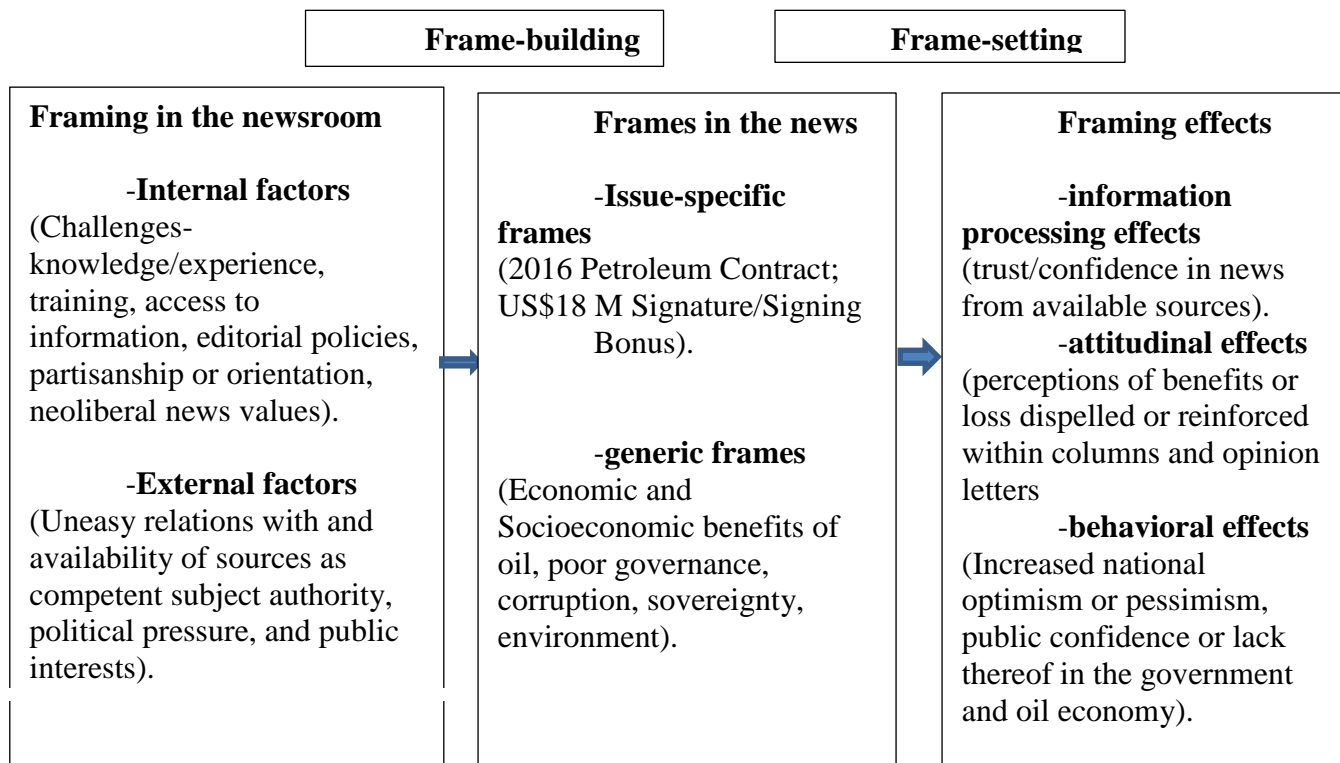 Frame-building
Frame-setting
Framing in the newsroom
-Internal factors
(Challenges-
knowledge/experience,
training, access to
information, editorial policies,
partisanship or orientation,
neoliberal news values).
-External factors
(Uneasy relations with and
availability of sources as
competent subject authority,
political pressure, and public
interests).
Frames in the news
-Issue-specific
frames
(2016 Petroleum Contract;
US$18 M Signature/Signing
Bonus).
-generic frames
(Economic and
Socioeconomic benefits of
oil, poor governance,
corruption, sovereignty,
environment).
Framing effects
-information
processing effects
(trust/confidence in news
from available sources).
-attitudinal effects
(perceptions of benefits or
loss dispelled or reinforced
within columns and opinion
letters
-behavioral effects
(Increased national
optimism or pessimism,
public confidence or lack
thereof in the government
and oil economy).